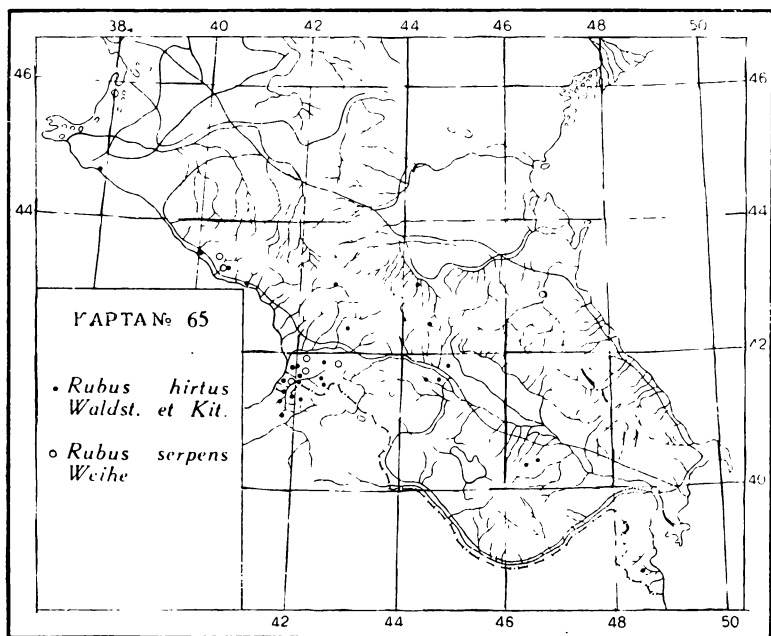 38 40 42 44 46 48 50
46 46
44 44
КАРТА № 65
42
• Rubus hirtus
Waldst. et Kit.
○ Rubus serpens
Weihe
40
42 44 46 48 50